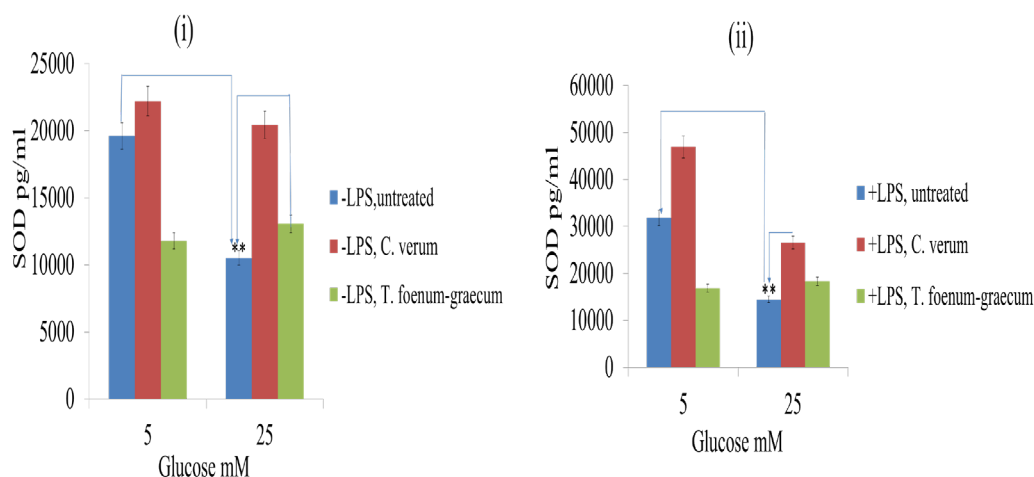 (i)
25000
20000
15000
10000
5000
0
SOD pg/ml
**
5
25
Glucose mM
-LPS,untreated
-LPS, C. verum
-LPS, T. foenum-graecum
(ii)
60000
50000
40000
30000
20000
10000
0
SOD pg/ml
**
5
25
Glucose mM
+LPS, untreated
+LPS, C. verum
+LPS, T. foenum-graecum